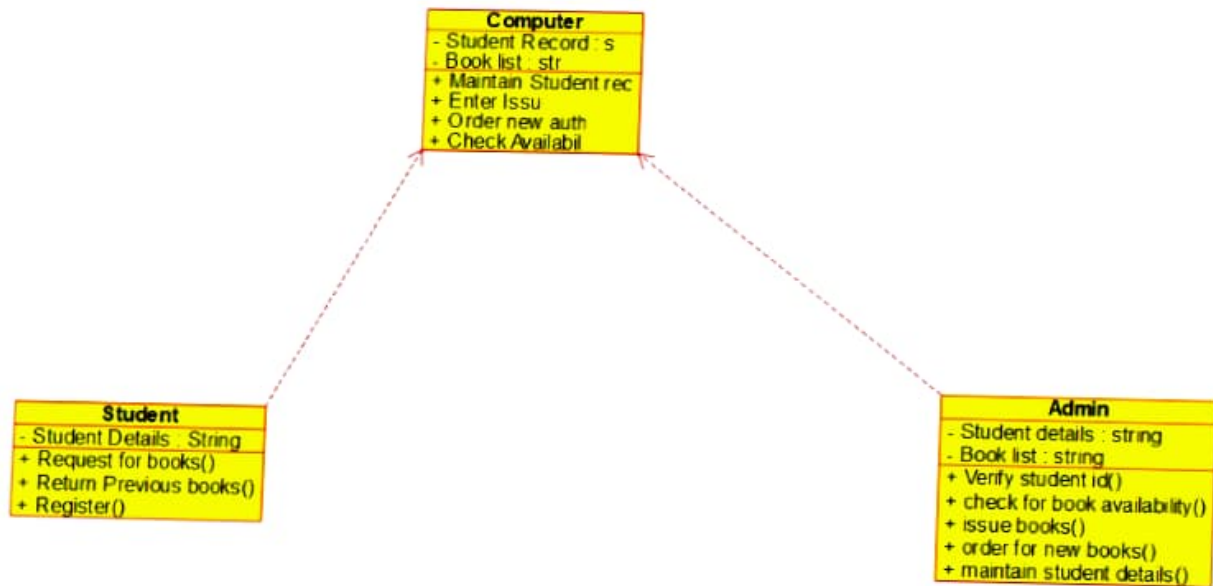 Computer
- Student Record : s
- Book list : str
+ Maintain Student rec
+ Enter Issu
+ Order new auth
+ Check Availabil
Student
- Student Details : String
+ Request for books()
+ Return Previous books()
+ Register()
Admin
- Student details : string
- Book list : string
+ Verify student id()
+ check for book availability()
+ issue books()
+ order for new books()
+ maintain student details()